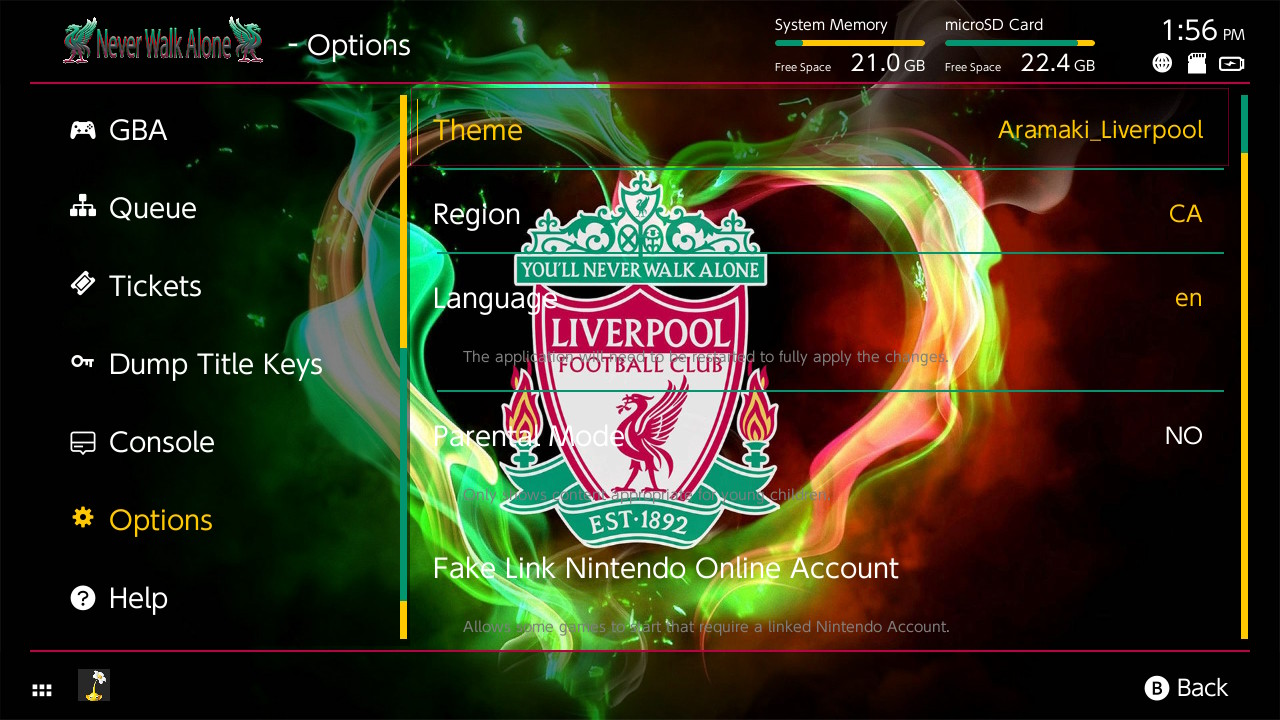 Never Walk Alone
- Options
System Memory
Free Space 21.0 GB
microSD Card
Free Space 22.4 GB
1:56 PM
GBA
Queue
Tickets
Dump Title Keys
Console
Options
Help
Theme Aramaki_Liverpool
Region CA
Language en
The application will need to be restarted to fully apply the changes.
Parental Mode NO
Only shows content appropriate for young children.
Fake Link Nintendo Online Account
Allows some games to start that require a linked Nintendo Account.
YOU'LL NEVER WALK ALONE
LIVERPOOL
FOOTBALL CLUB
EST·1892
B Back